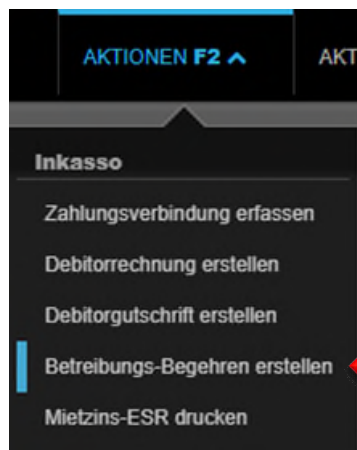 AKTIONEN F2 AKT
Inkasso
Zahlungsverbindung erfassen
Debitorrechnung erstellen
Debitorgutschrift erstellen
Betreibungs-Begehren erstellen
Mietzins-ESR drucken